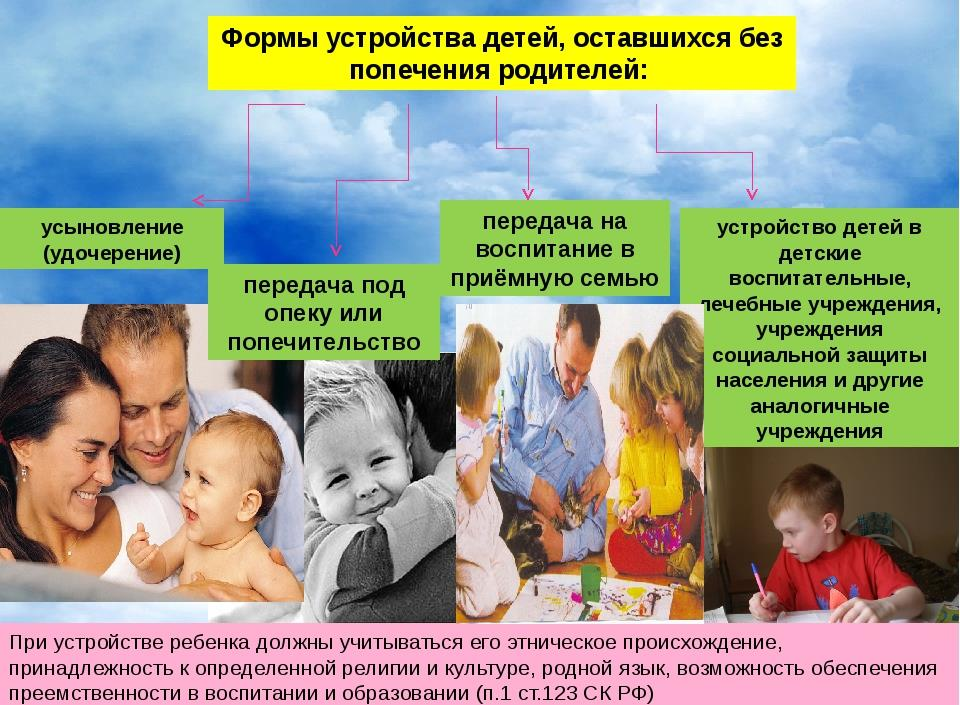 Формы устройства детей, оставшихся без
попечения родителей:
усыновление
(удочерение)
передача под
опеку или
попечительство
передача на
воспитание в
приёмную семью
устройство детей в
детские
воспитательные,
лечебные учреждения,
учреждения
социальной защиты
населения и другие
аналогичные
учреждения
При устройстве ребенка должны учитываться его этническое происхождение,
принадлежность к определенной религии и культуре, родной язык, возможность обеспечения
преемственности в воспитании и образовании (п.1 ст.123 СК РФ)